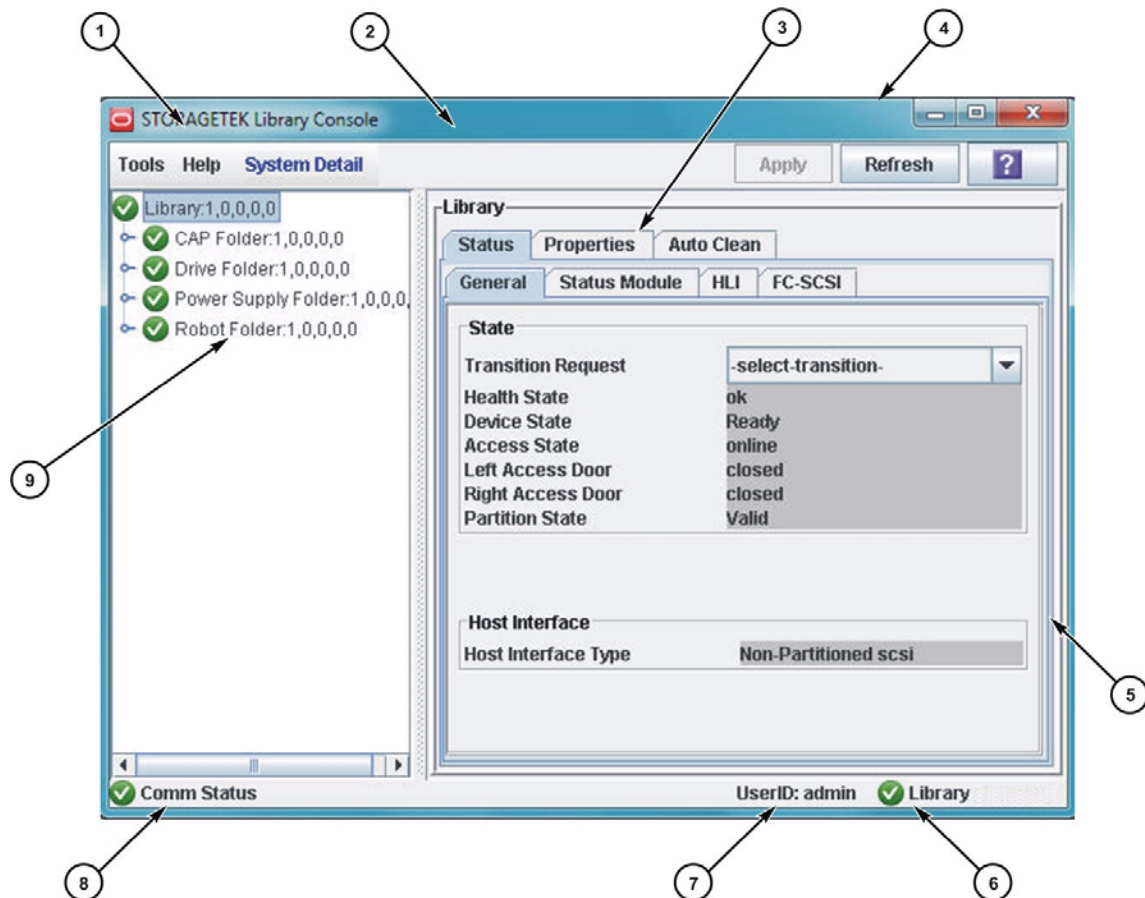 1
2
3
4
STORAGETEK Library Console
Tools Help System Detail
Apply Refresh ?
Library:1,0,0,0,0
CAP Folder:1,0,0,0,0
Drive Folder:1,0,0,0,0
Power Supply Folder:1,0,0,0,
Robot Folder:1,0,0,0,0
Library
Status Properties Auto Clean
General Status Module HLI FC-SCSI
State
Transition Request -select-transition-
Health State ok
Device State Ready
Access State online
Left Access Door closed
Right Access Door closed
Partition State Valid
Host Interface
Host Interface Type Non-Partitioned scsi
9
5
Comm Status
UserID: admin
Library
8
7
6